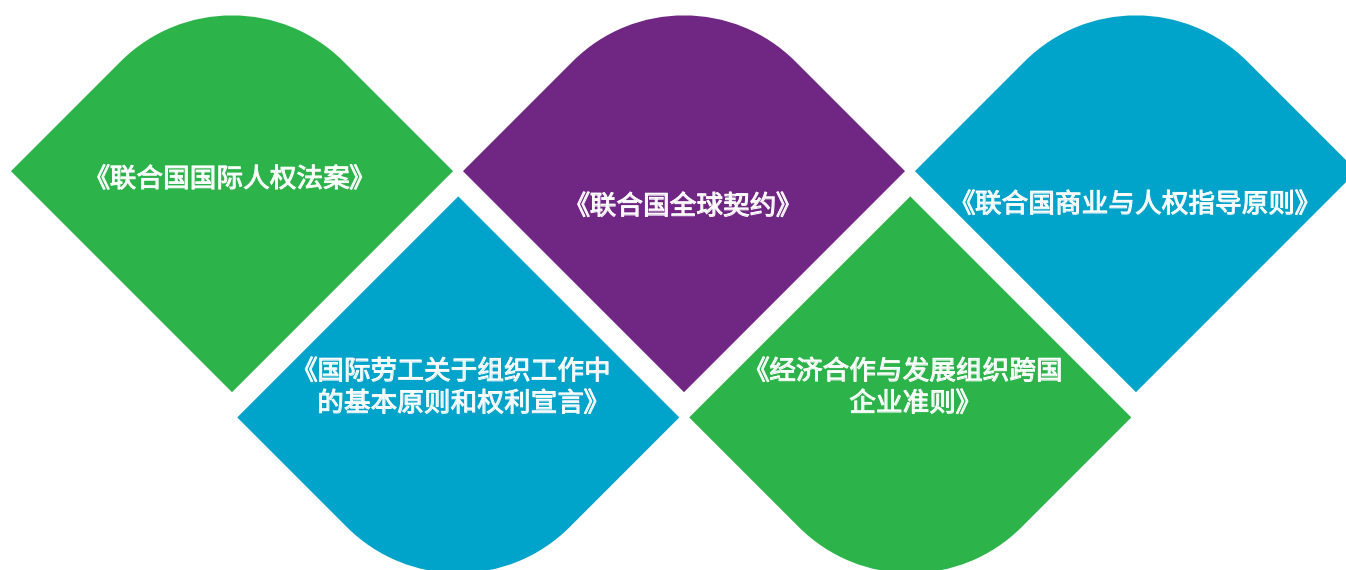 《联合国国际人权法案》
《联合国全球契约》
《联合国商业与人权指导原则》
《国际劳工关于组织工作中
的基本原则和权利宣言》
《经济合作与发展组织跨国
企业准则》